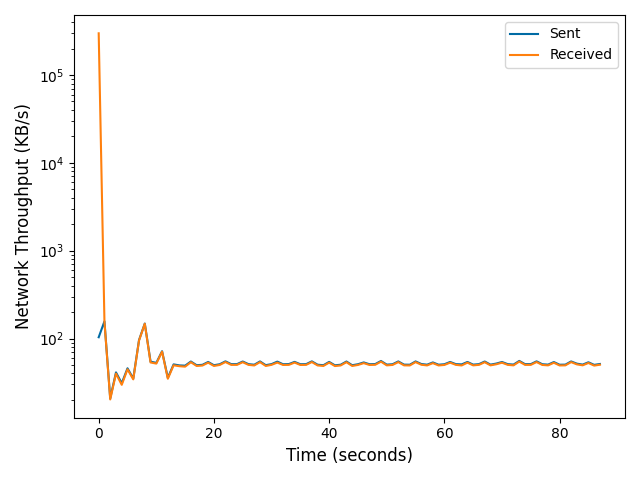 Sent
Received
10^5
10^4
10^3
10^2
Network Throughput (KB/s)
0 20 40 60 80
Time (seconds)